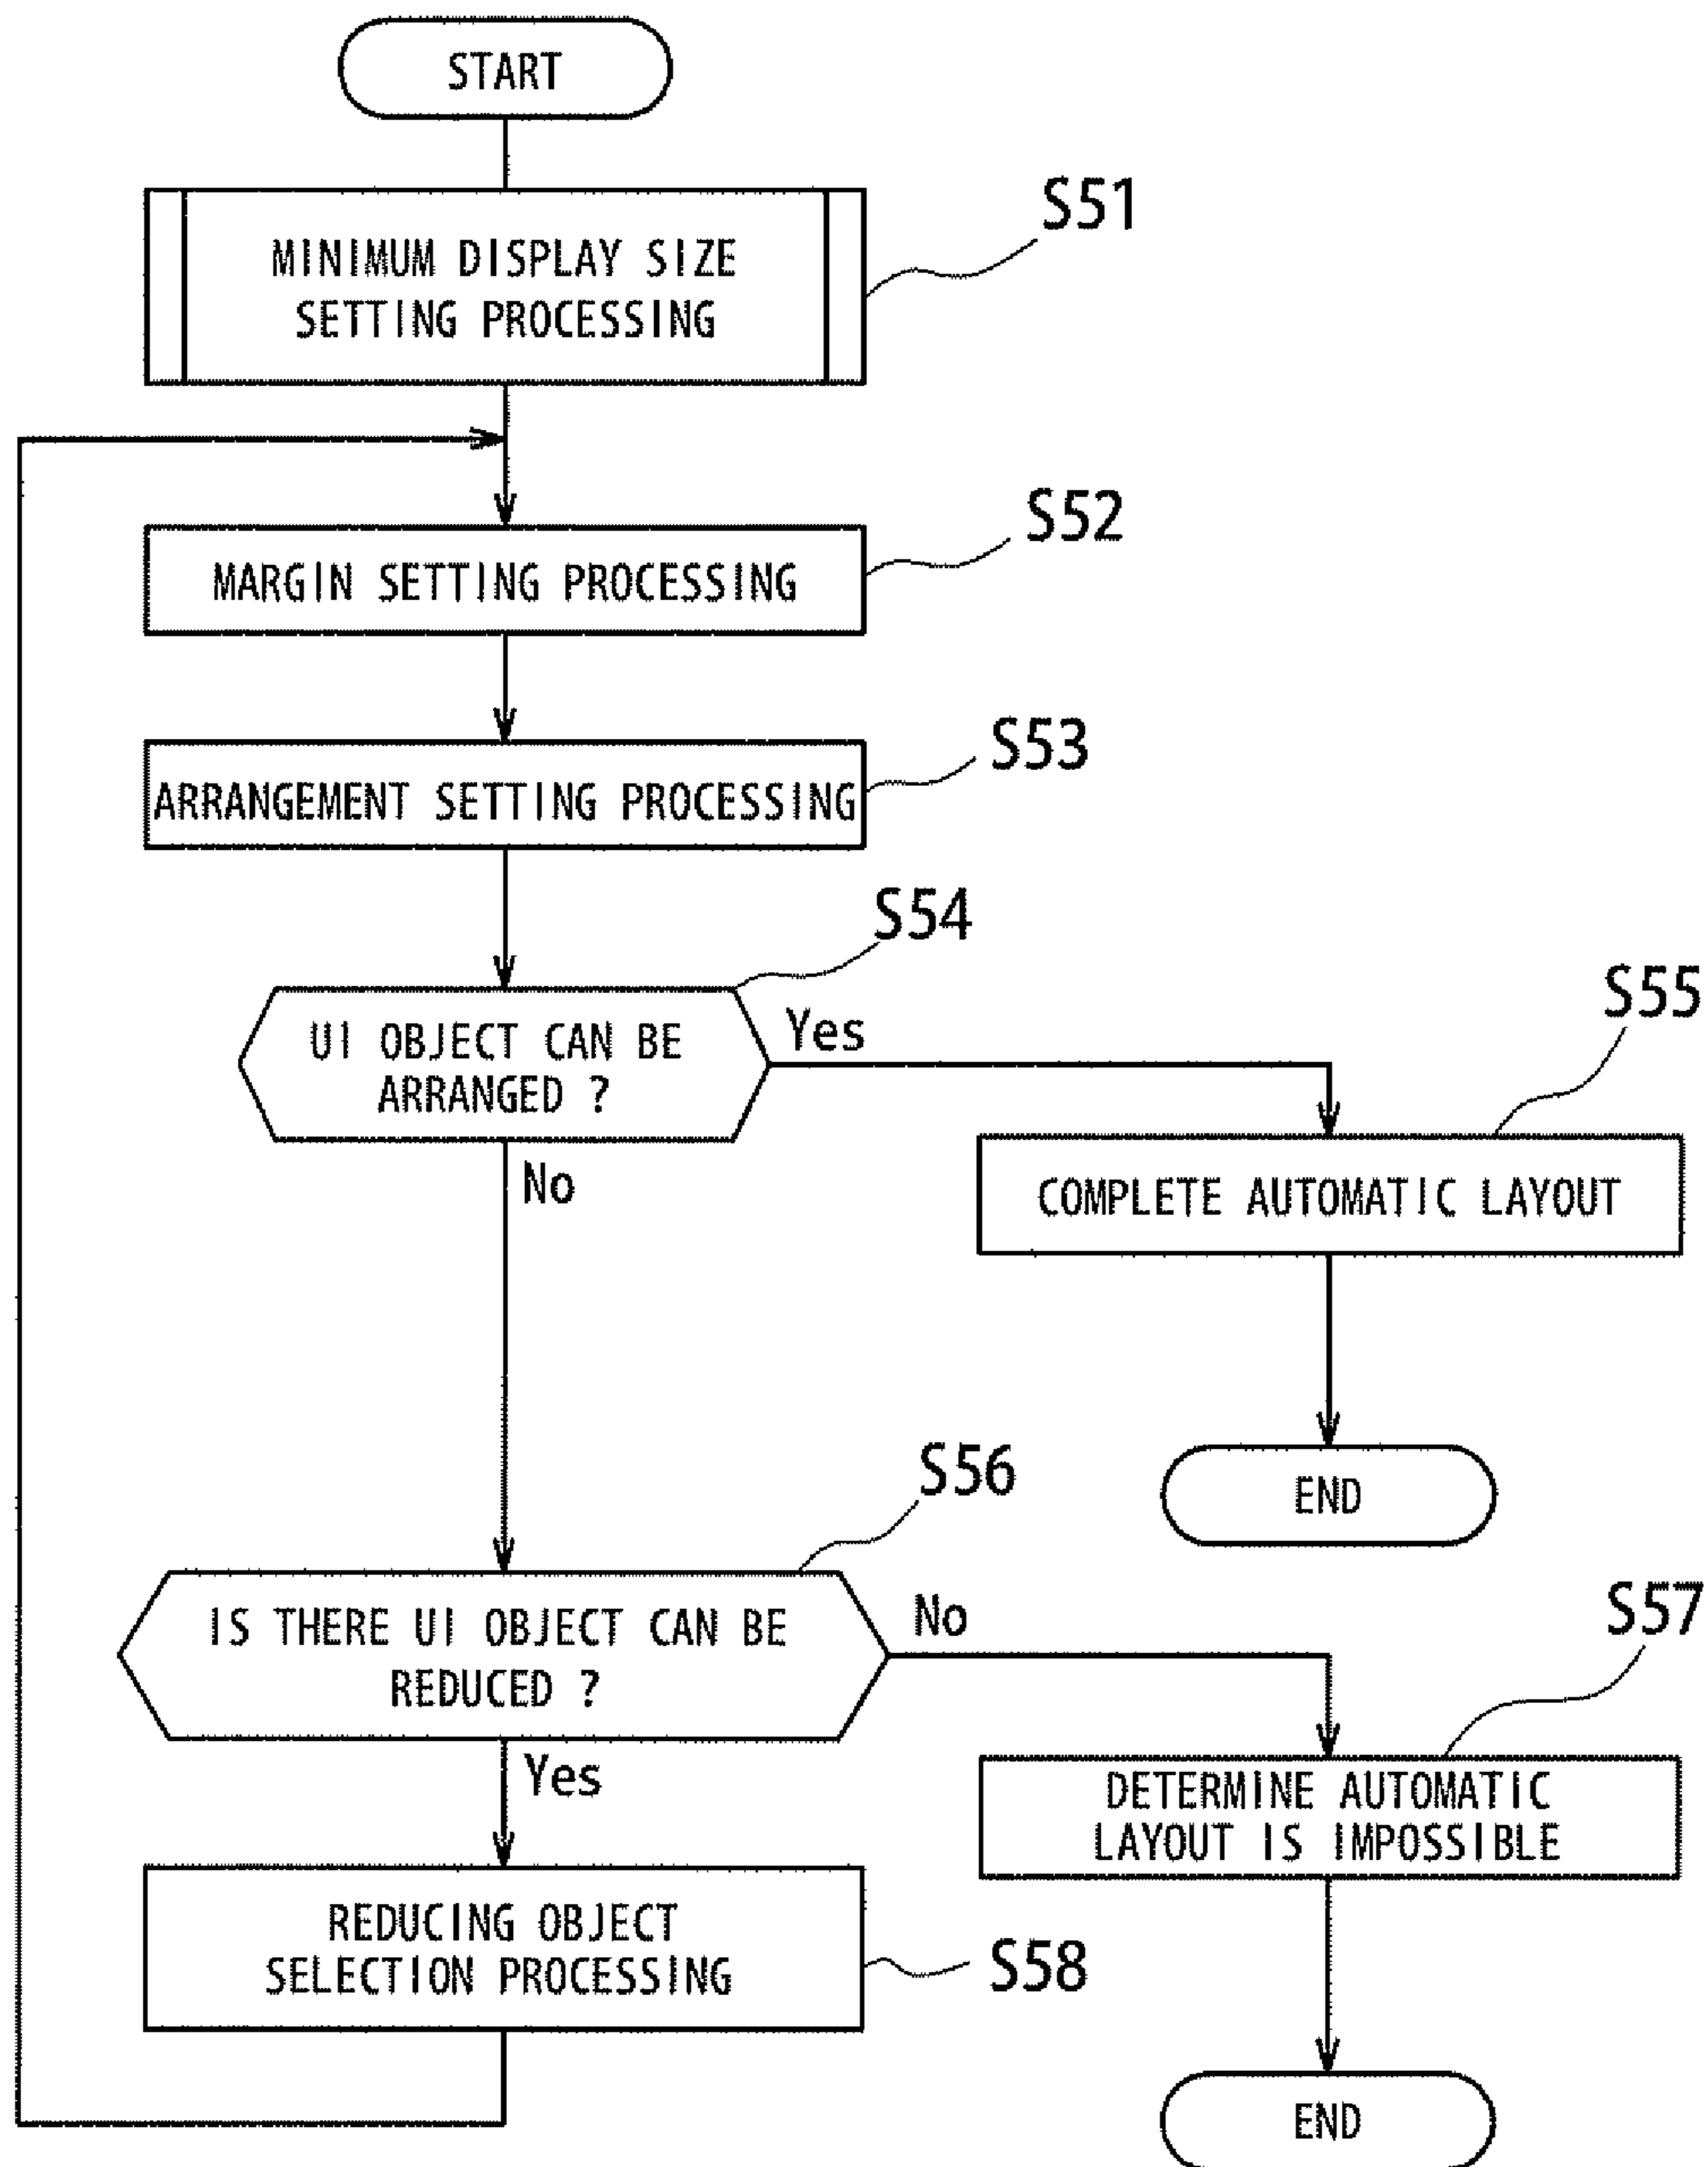 START
S51
MINIMUM DISPLAY SIZE
SETTING PROCESSING
S52
MARGIN SETTING PROCESSING
S53
ARRANGEMENT SETTING PROCESSING
S54
UI OBJECT CAN BE
ARRANGED ?
Yes
S55
COMPLETE AUTOMATIC LAYOUT
No
END
S56
IS THERE UI OBJECT CAN BE
REDUCED ?
No
S57
DETERMINE AUTOMATIC
LAYOUT IS IMPOSSIBLE
Yes
REDUCING OBJECT
SELECTION PROCESSING
S58
END